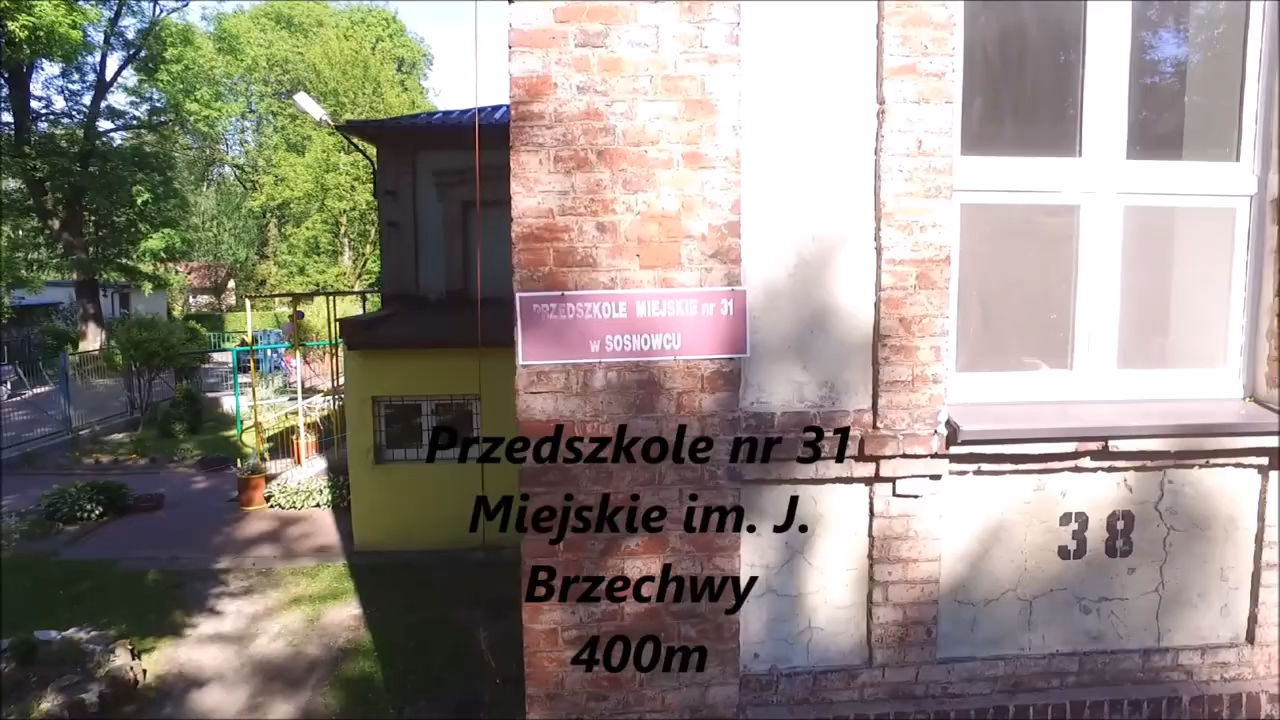 PRZEDSZKOLE MIEJSKIE nr 31
w SOSNOWCU
Przedszkole nr 31
Miejskie im. J.
Brzechwy
400m
38